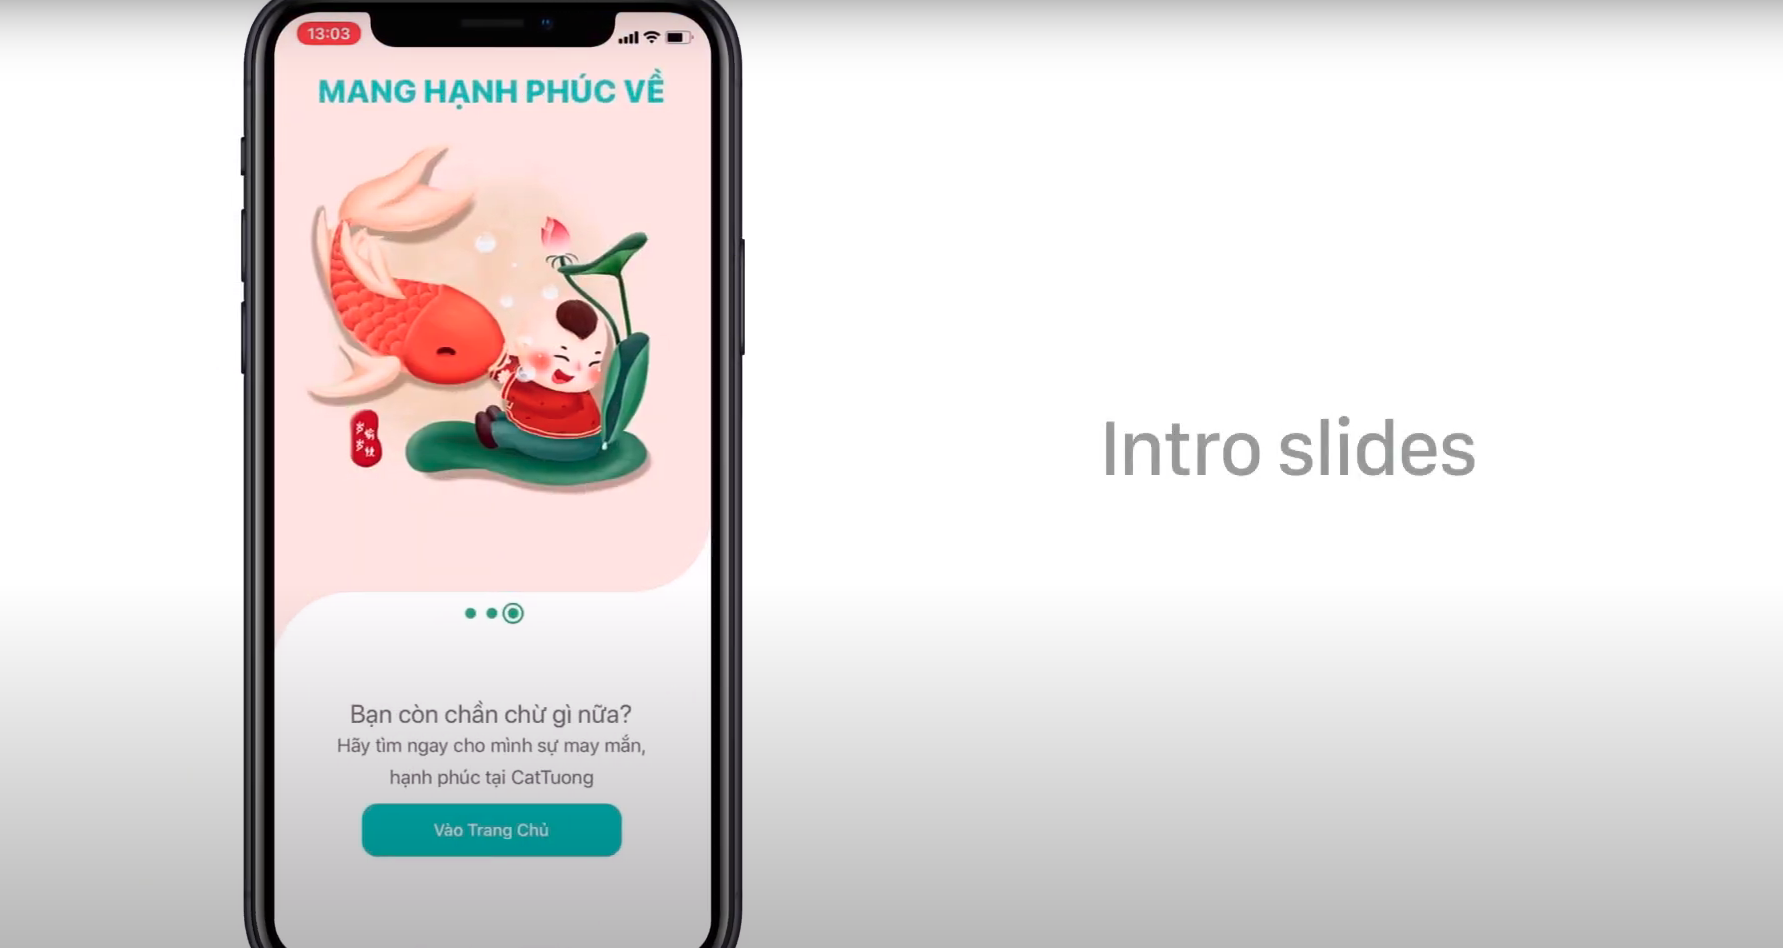 13:03
MANG HẠNH PHÚC VỀ
Intro slides
Bạn còn chần chừ gì nữa?
Hãy tìm ngay cho mình sự may mắn,
hạnh phúc tại CatTuong
Vào Trang Chủ